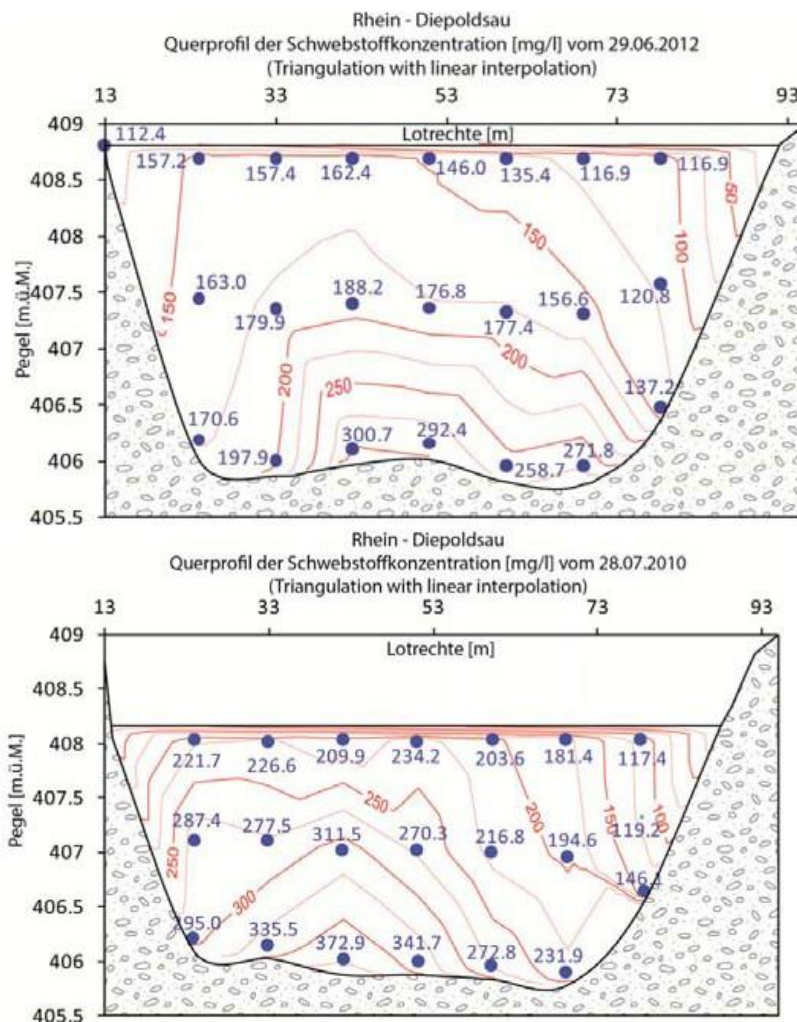 Rhein - Diepoldsau
Querprofil der Schwebstoffkonzentration [mg/l] vom 29.06.2012
(Triangulation with linear interpolation)
13 33 53 73 93
409
Lotrechte [m]
112.4
157.2 157.4 162.4 146.0 135.4 116.9 116.9
408.5
50
408
150
100
407.5
163.0 179.9 188.2 176.8 177.4 156.6 120.8
150
Pegel [m.ü.M.]
407
200
200
250
137.2
406.5
170.6 197.9 300.7 292.4 258.7 271.8
406
405.5
Rhein - Diepoldsau
Querprofil der Schwebstoffkonzentration [mg/l] vom 28.07.2010
(Triangulation with linear interpolation)
13 33 53 73 93
409
Lotrechte [m]
408.5
408
221.7 226.6 209.9 234.2 203.6 181.4 117.4
407.5
250
200
150
100
Pegel [m.ü.M.]
287.4 277.5 311.5 270.3 216.8 194.6 119.2
407
250
146.1
300
406.5
295.0 335.5 372.9 341.7 272.8 231.9
406
405.5